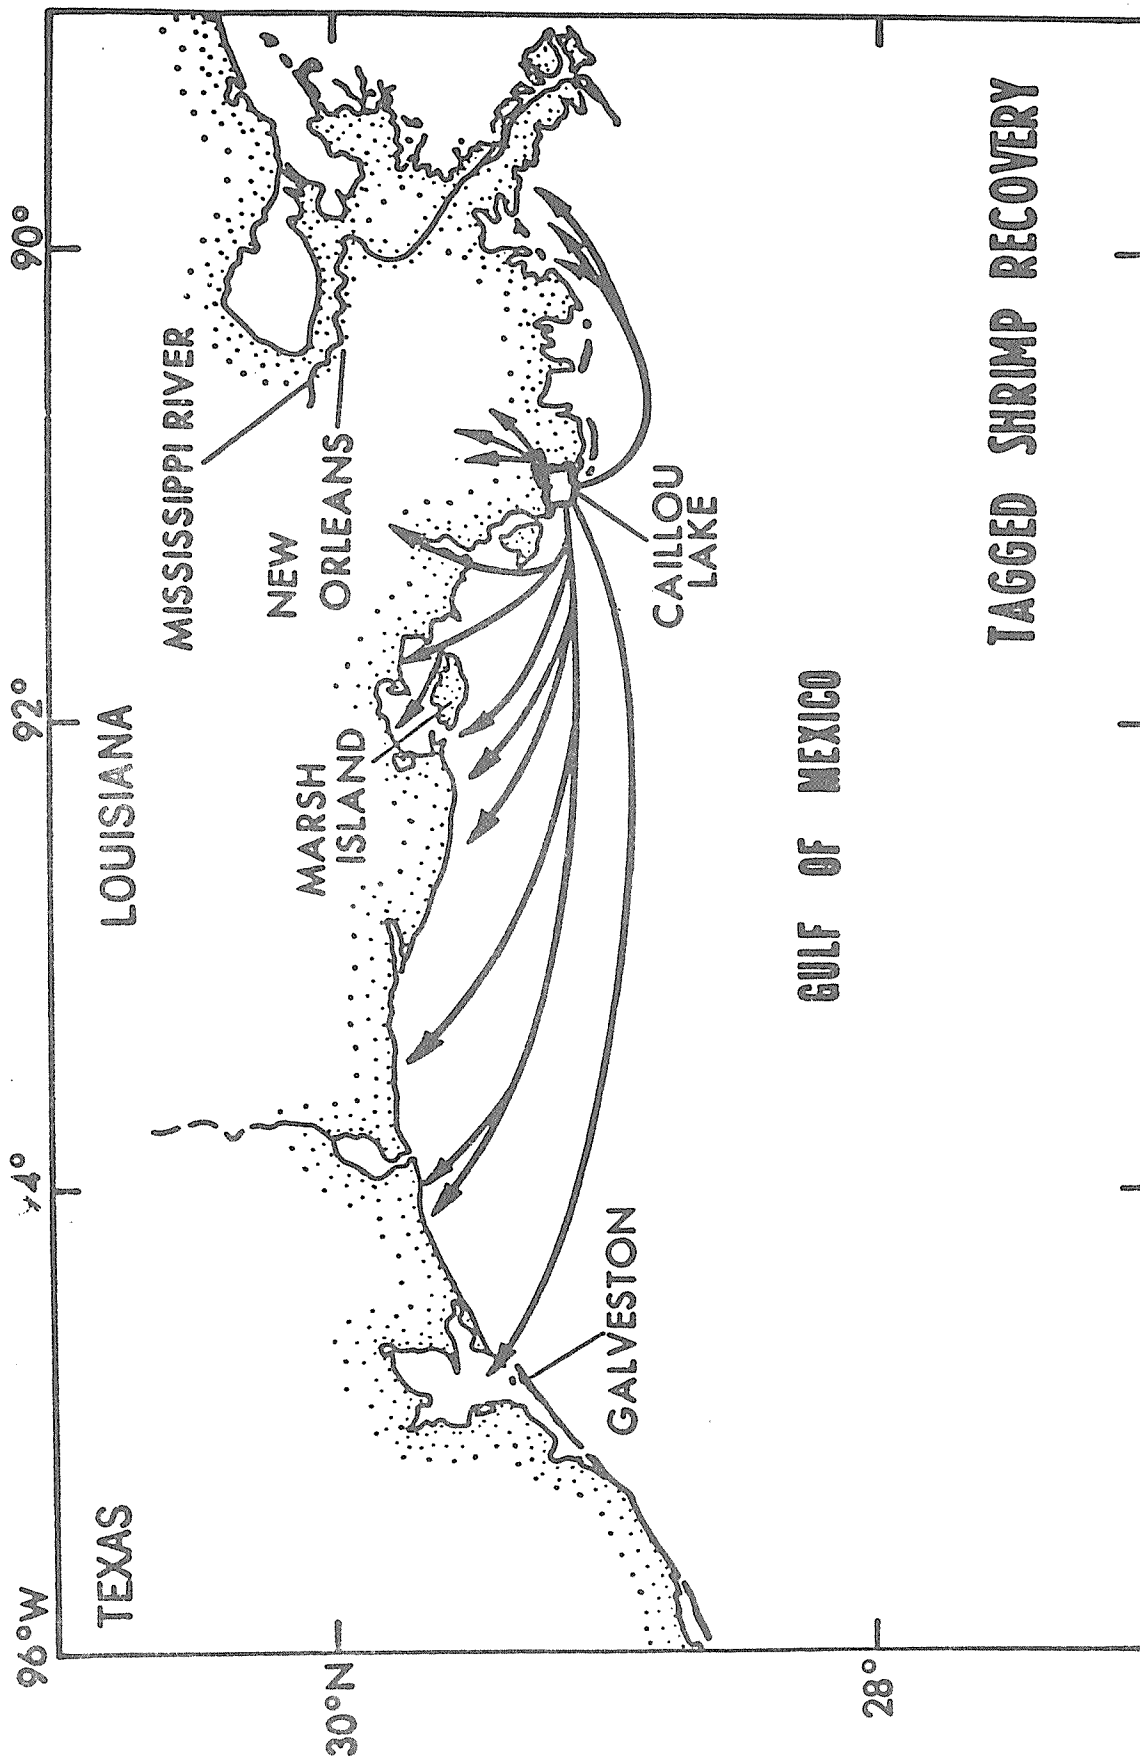 96°W
94°
92°
90°
TEXAS
LOUISIANA
MISSISSIPPI RIVER
NEW
ORLEANS
MARSH
ISLAND
30°N
GALVESTON
CAILLOU
LAKE
GULF OF MEXICO
28°
TAGGED SHRIMP RECOVERY